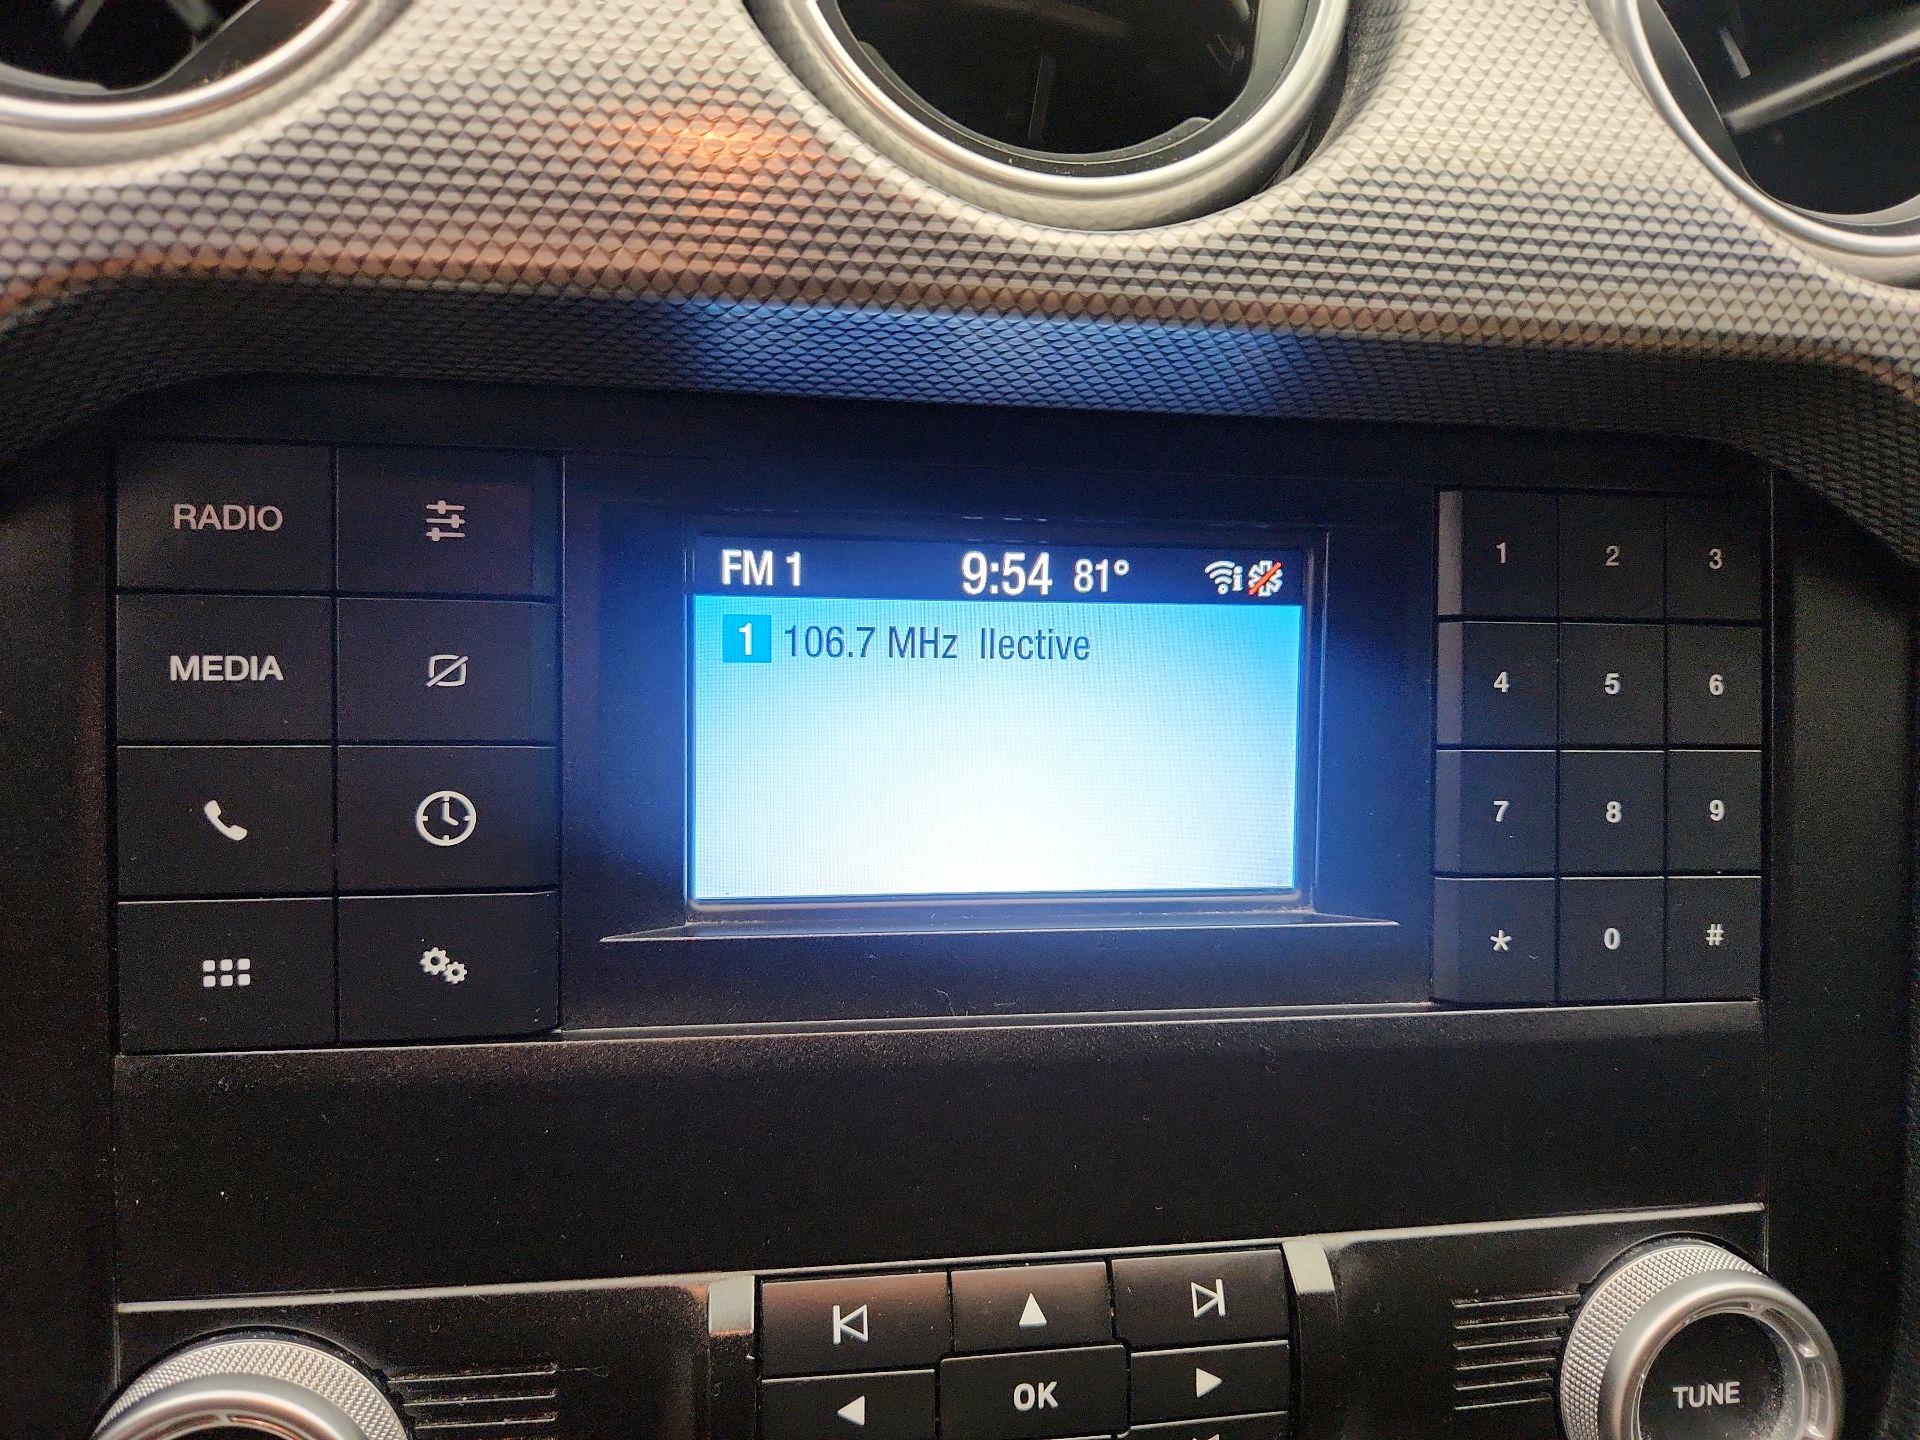 RADIO
MEDIA
FM 1 9:54 81°
1 106.7 MHz llective
1 2 3
4 5 6
7 8 9
* 0 #
OK
TUNE